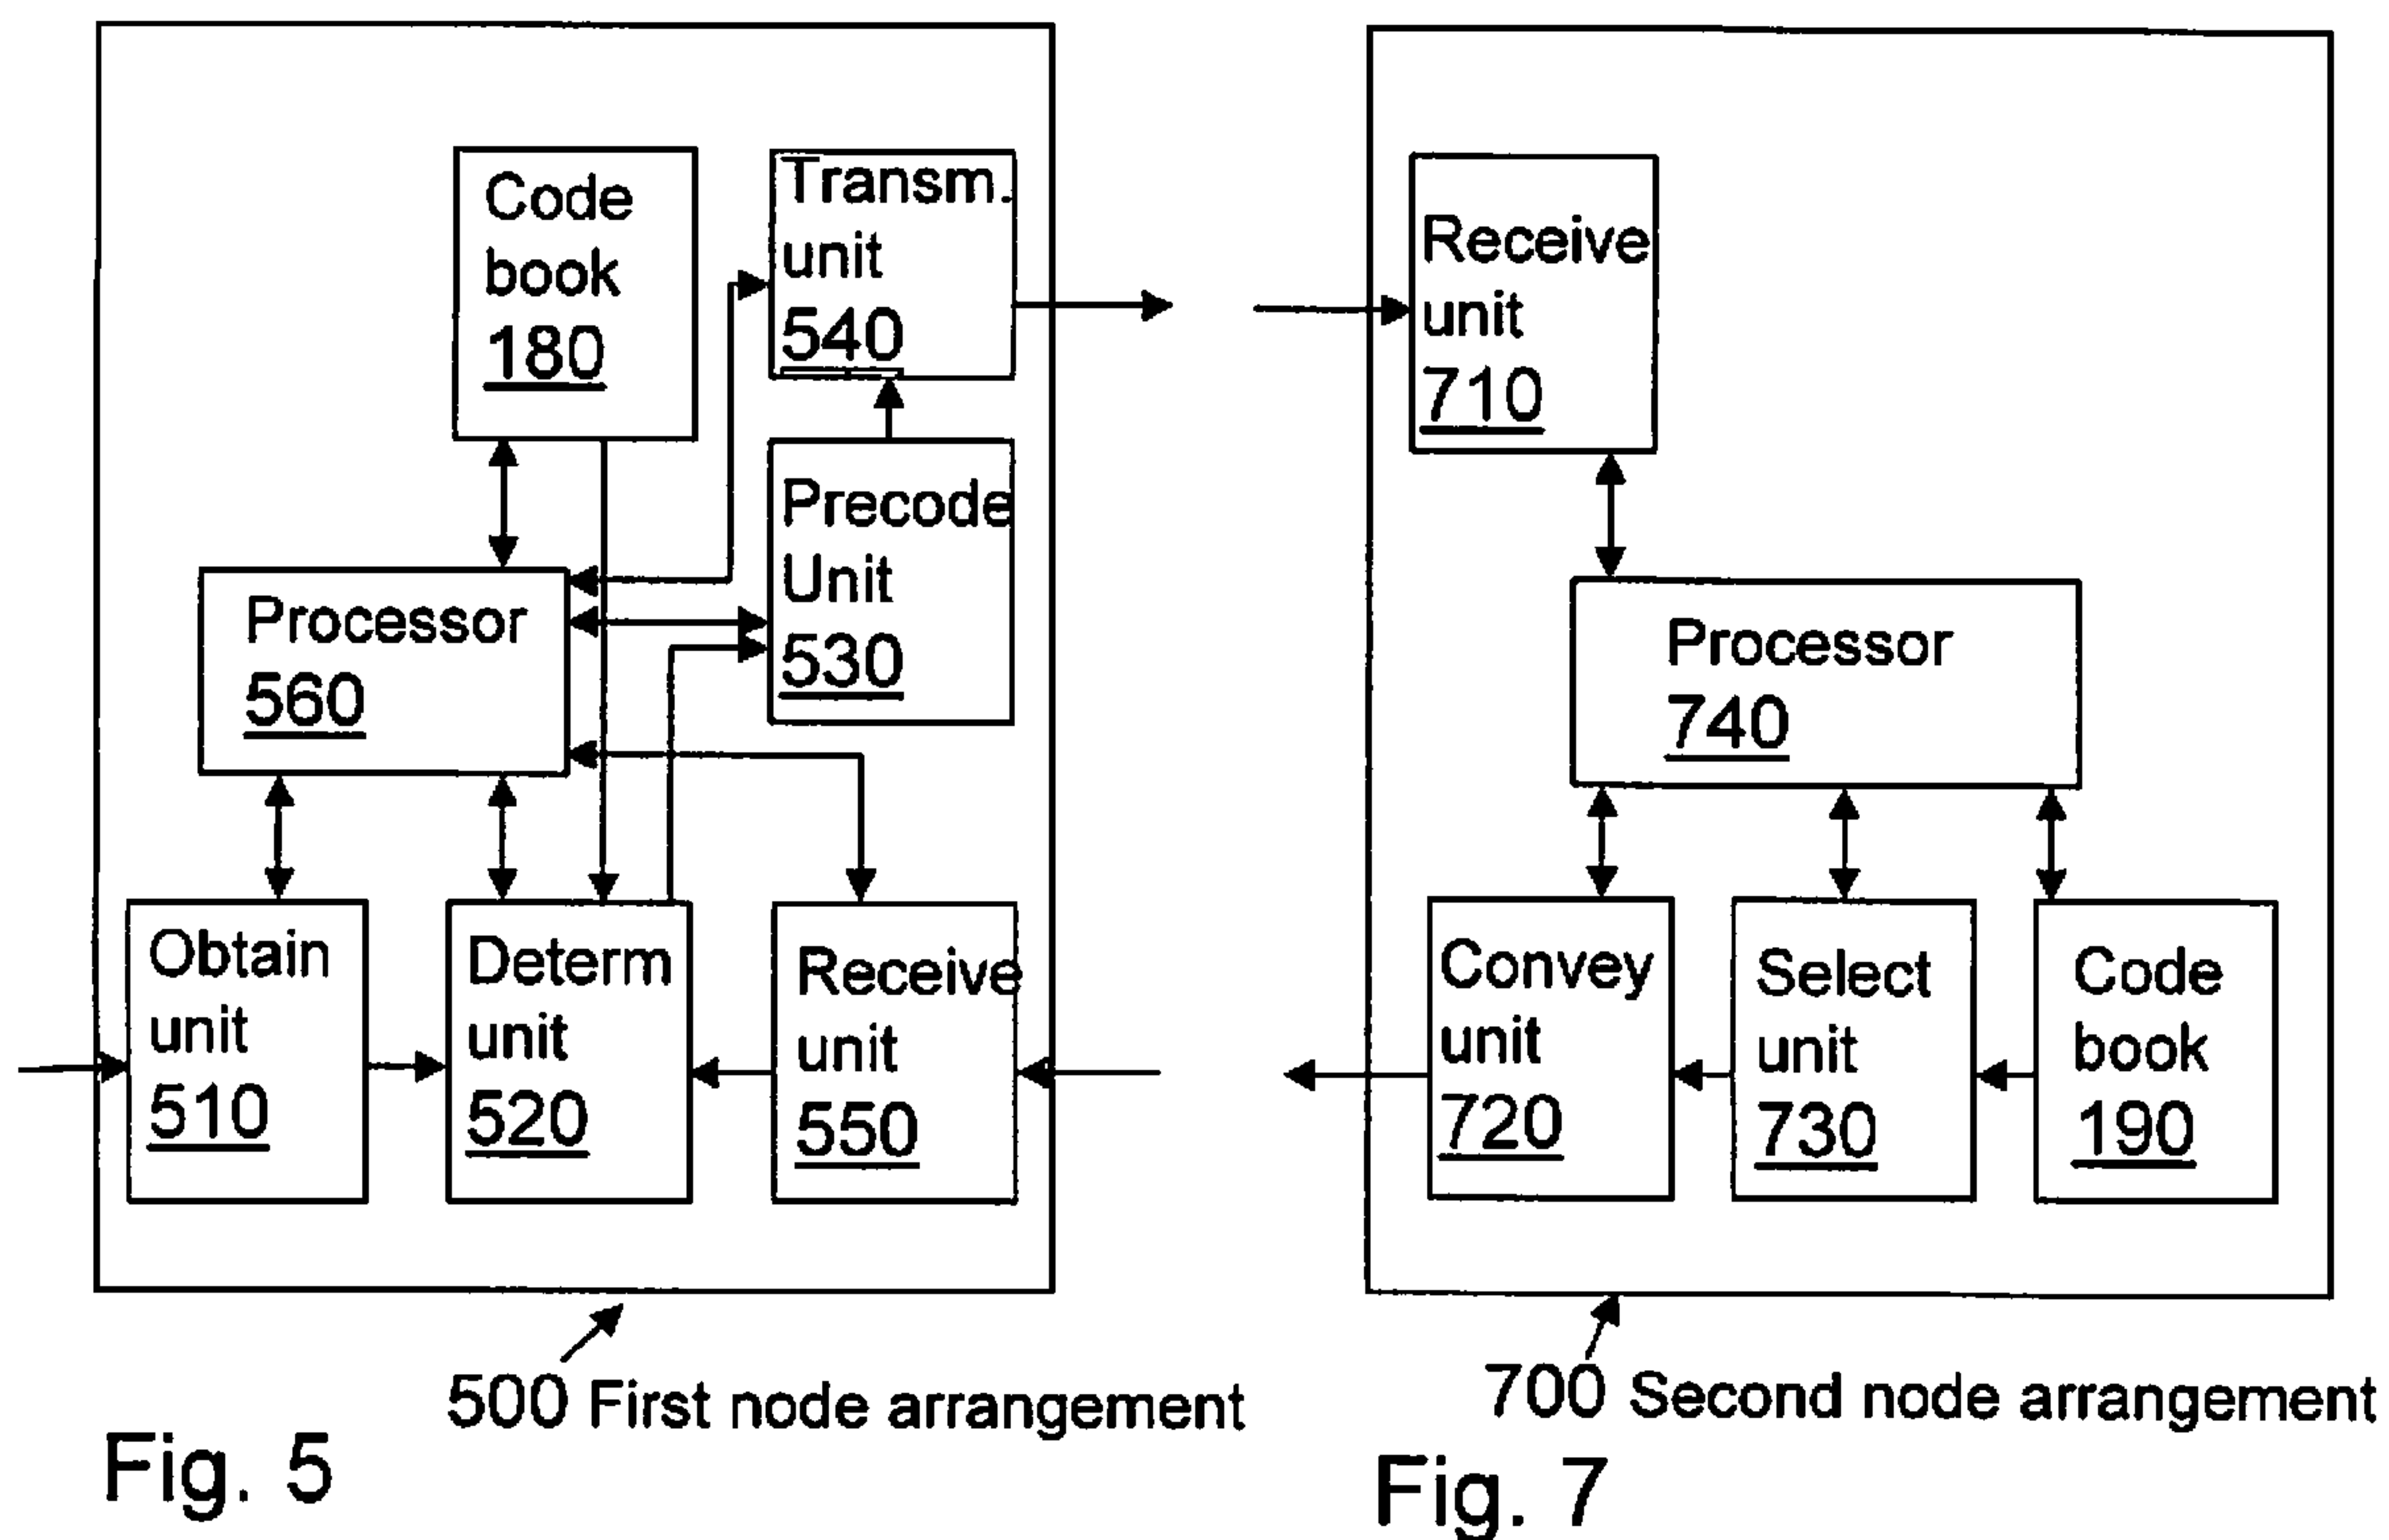 Code
book
180
Transm.
unit
540
Precode
Unit
530
Processor
560
Obtain
unit
510
Determ
unit
520
Receive
unit
550
500 First node arrangement
Fig. 5
Receive
unit
710
Processor
740
Convey
unit
720
Select
unit
730
Code
book
190
700 Second node arrangement
Fig. 7